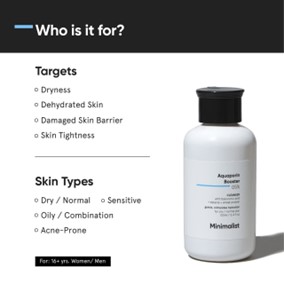 Who is it for?
Targets
Dryness
Dehydrated Skin
Damaged Skin Barrier
Skin Tightness
Skin Types
Dry / Normal
Sensitive
Oily / Combination
Acne-Prone
For: 16+ yrs. Women/ Men
Aquaporin
Booster
Minimalist